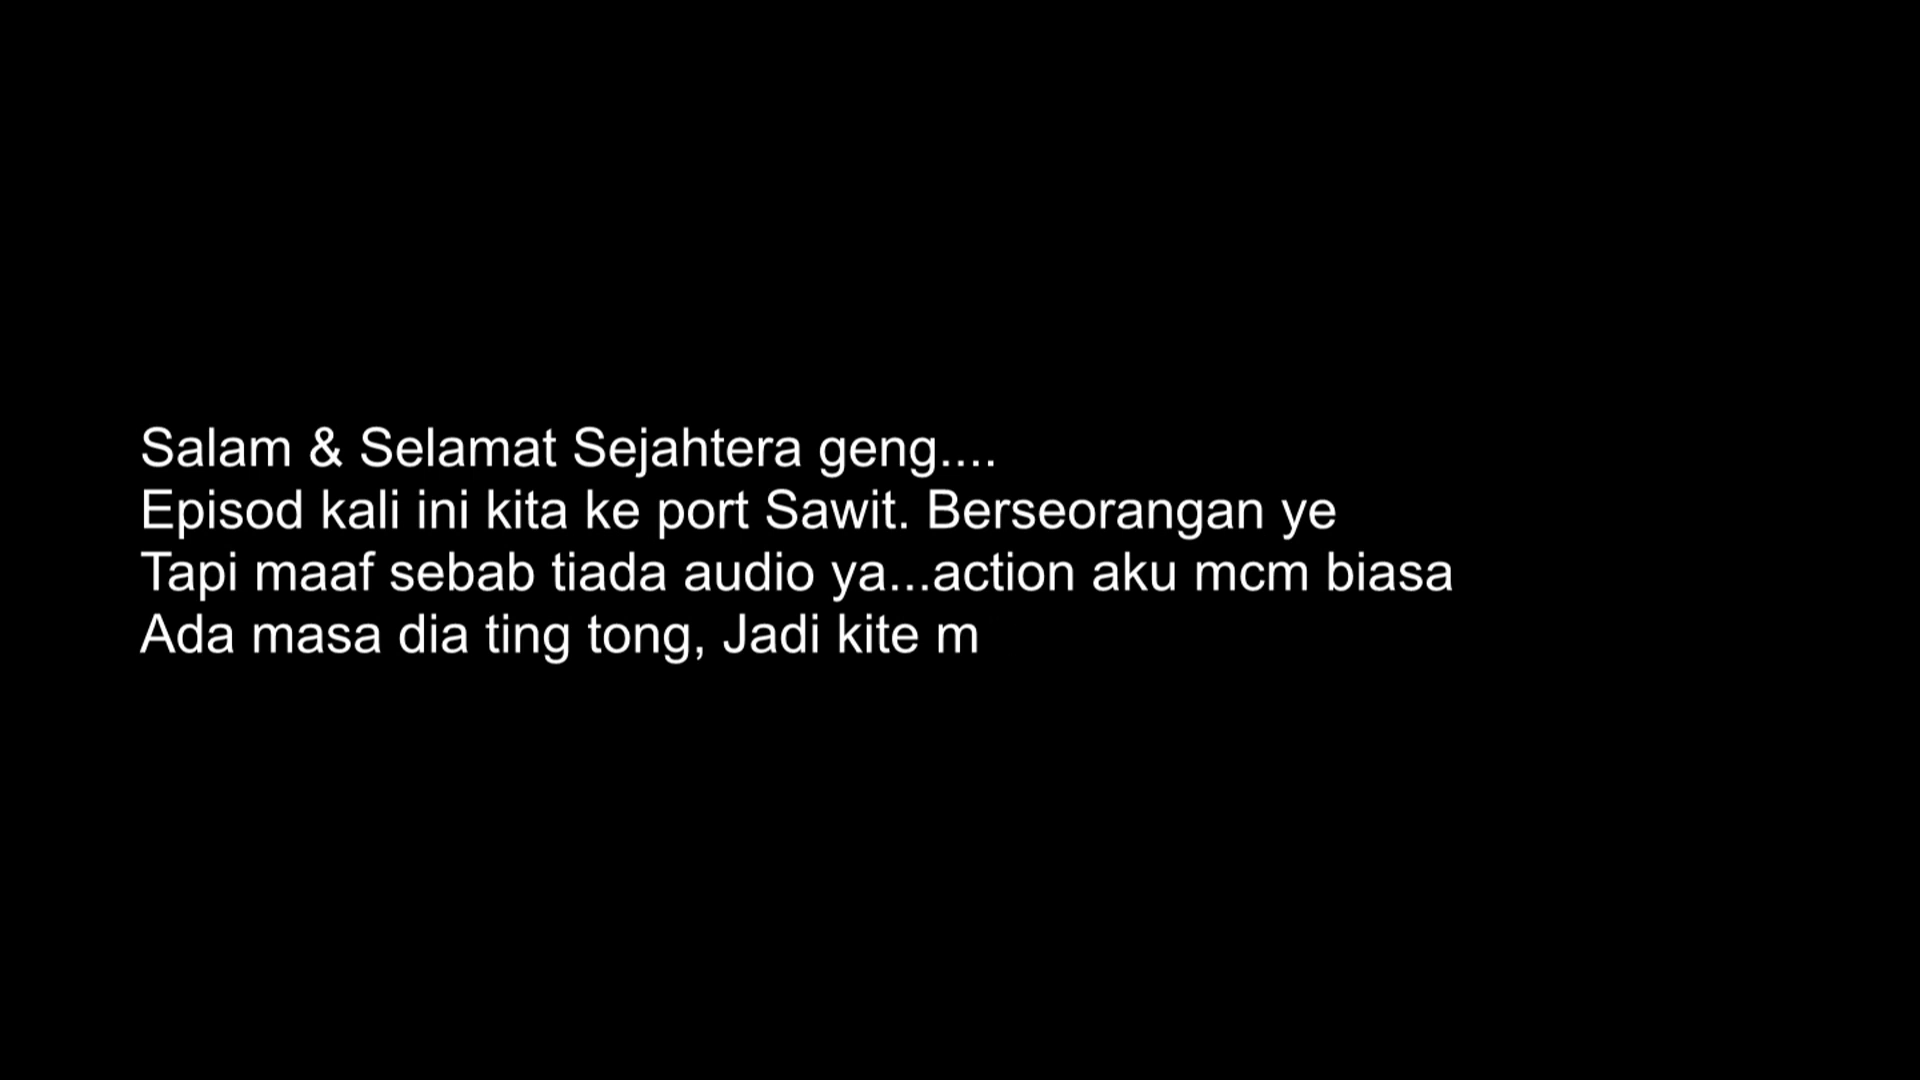 Salam & Selamat Sejahtera geng....
Episod kali ini kita ke port Sawit. Berseorangan ye
Tapi maaf sebab tiada audio ya...action aku mcm biasa
Ada masa dia ting tong, Jadi kite m